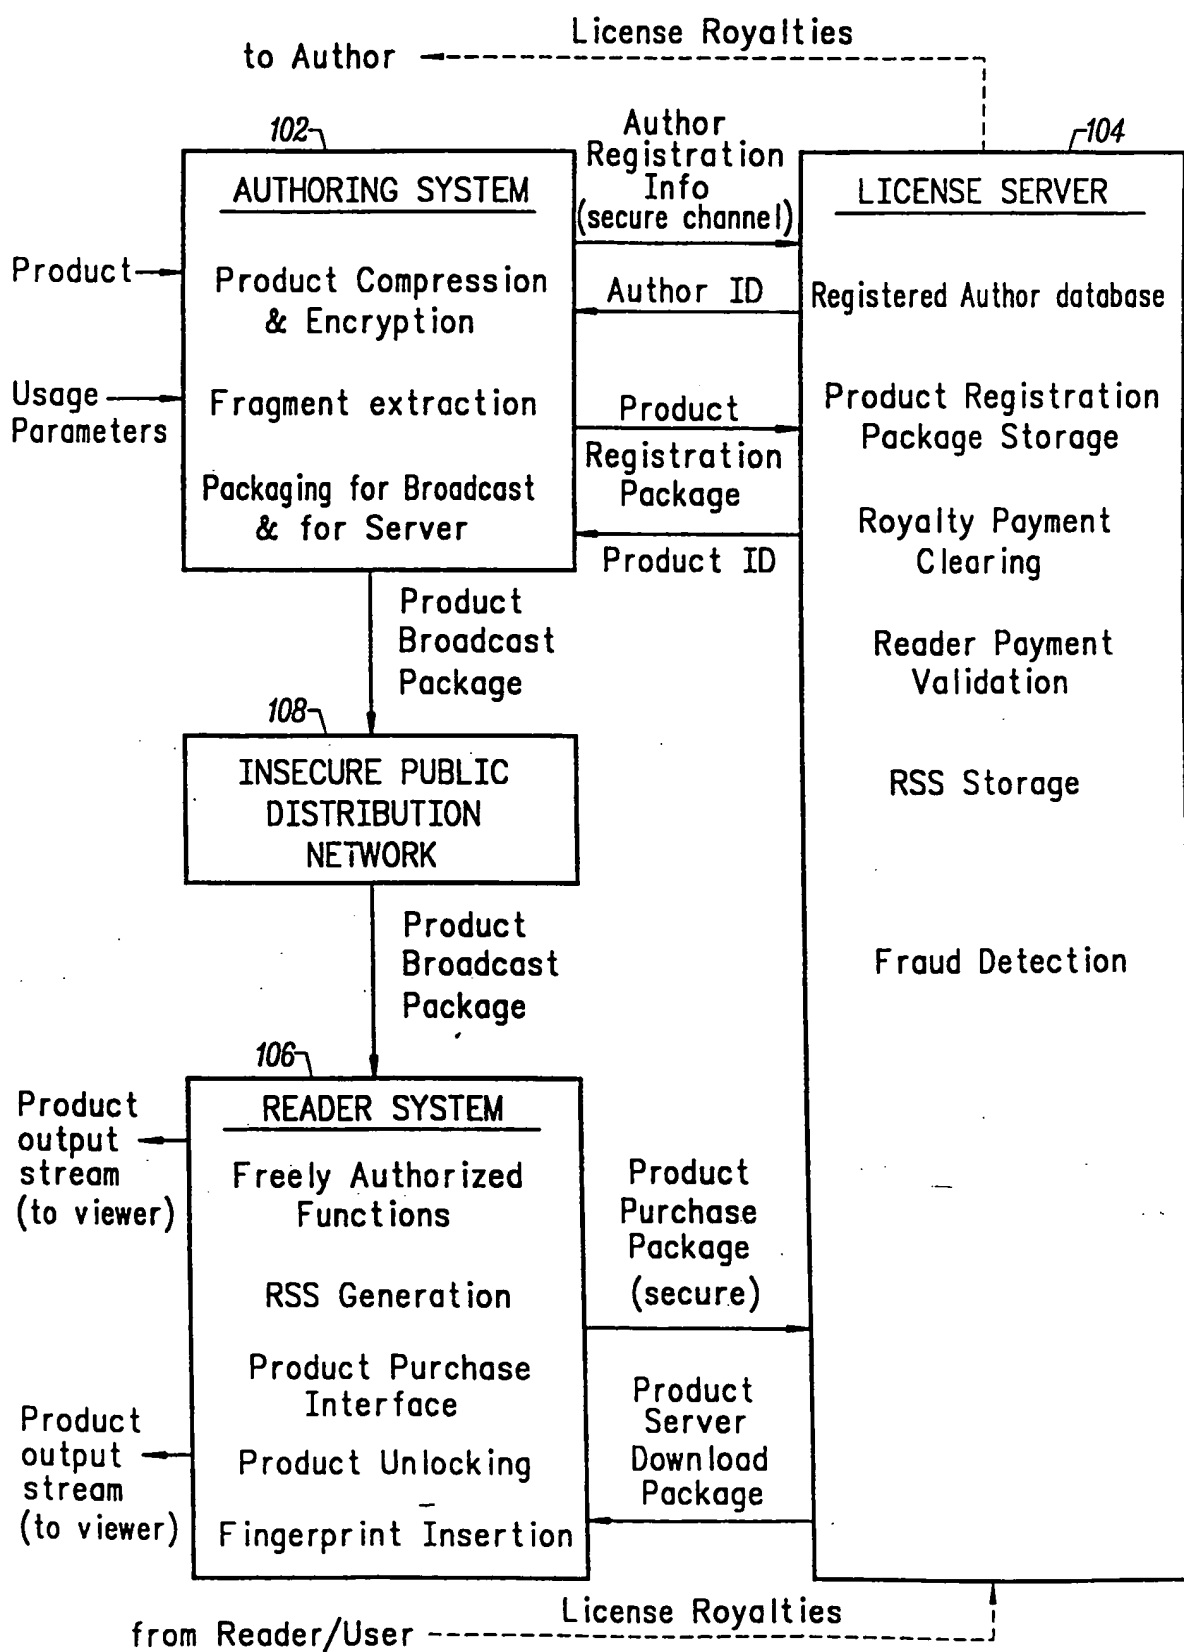 License Royalties
to Author
102
Author
Registration
Info
(secure channel)
104
AUTHORING SYSTEM
LICENSE SERVER
Product
Product Compression
& Encryption
Author ID
Registered Author database
Usage
Parameters
Fragment extraction
Product
Registration
Package
Product Registration
Package Storage
Packaging for Broadcast
& for Server
Product ID
Royalty Payment
Clearing
Product
Broadcast
Package
Reader Payment
Validation
108
INSECURE PUBLIC
DISTRIBUTION
NETWORK
RSS Storage
Product
Broadcast
Package
Fraud Detection
106
READER SYSTEM
Product
output
stream
(to viewer)
Freely Authorized
Functions
Product
Purchase
Package
(secure)
RSS Generation
Product Purchase
Interface
Product
Server
Download
Package
Product
output
stream
(to viewer)
Product Unlocking
Fingerprint Insertion
License Royalties
from Reader/User